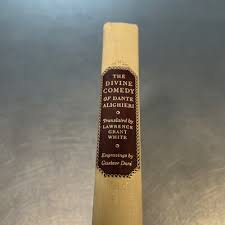 THE
DIVINE
COMEDY
OF DANTE
ALIGHIERI
Translated by
LAWRENCE
GRANT
WHITE
Engravings by
Gustave Doré